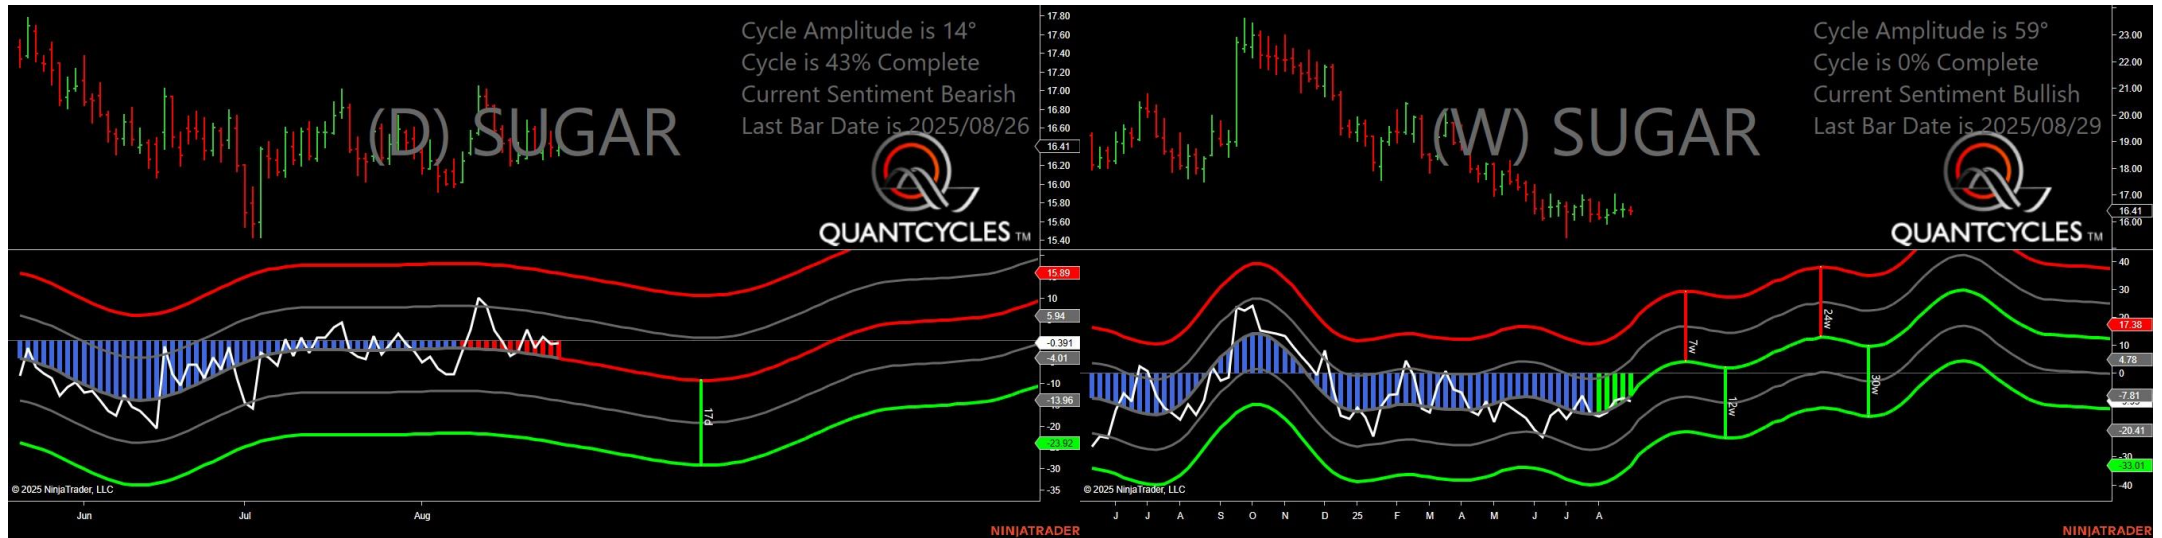 Cycle Amplitude is 14°
Cycle is 43% Complete
Current Sentiment Bearish
Last Bar Date is 2025/08/26
(D) SUGAR
QUANTCYCLES TM
17.80
17.60
17.40
17.20
17.00
16.80
16.60
16.41
16.20
16.00
15.80
15.60
15.40
15.89
10
5.94
-0.391
-4.01
-10
-13.96
-20
-23.92
-30
-35
17d
© 2025 NinjaTrader, LLC
Jun Jul Aug
NINJATRADER
Cycle Amplitude is 59°
Cycle is 0% Complete
Current Sentiment Bullish
Last Bar Date is 2025/08/29
(W) SUGAR
QUANTCYCLES TM
23.00
22.00
21.00
20.00
19.00
18.00
17.00
16.41
16.00
40
30
20
17.38
10
4.78
0
-7.81
-20.41
-30
-33.01
-40
7w
12w
24w
30w
© 2025 NinjaTrader, LLC
J J A S O N D 25 F M A M J J A
NINJATRADER